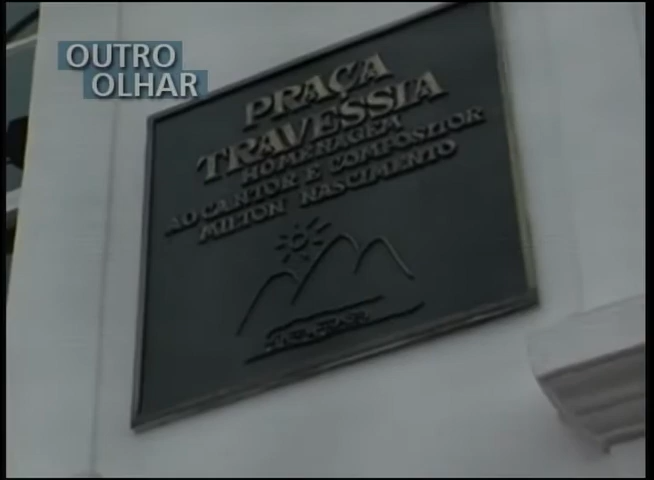 OUTRO
OLHAR
PRAÇA
TRAVESSIA
HOMENAGEM
AO CANTOR E COMPOSITOR
MILTON NASCIMENTO